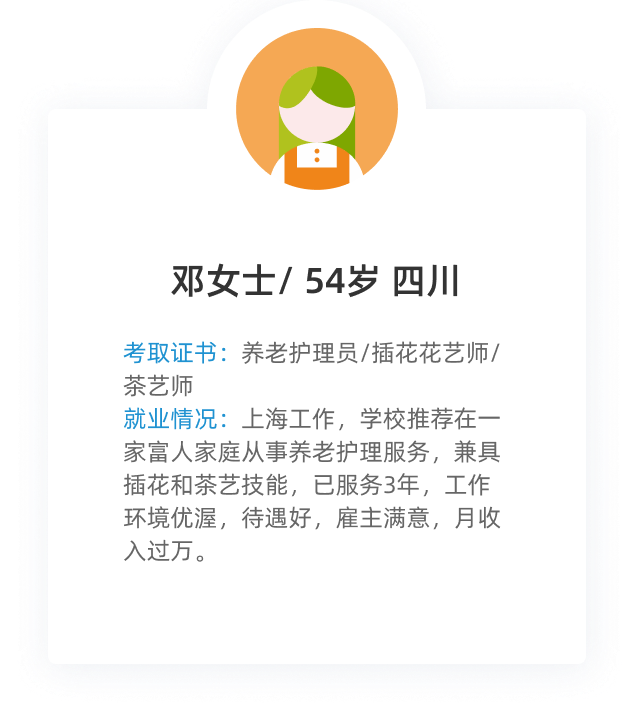 邓女士/ 54岁 四川
考取证书：养老护理员/插花花艺师/
茶艺师
就业情况：上海工作，学校推荐在一
家富人家庭从事养老护理服务，兼具
插花和茶艺技能，已服务3年，工作
环境优渥，待遇好，雇主满意，月收
入过万。